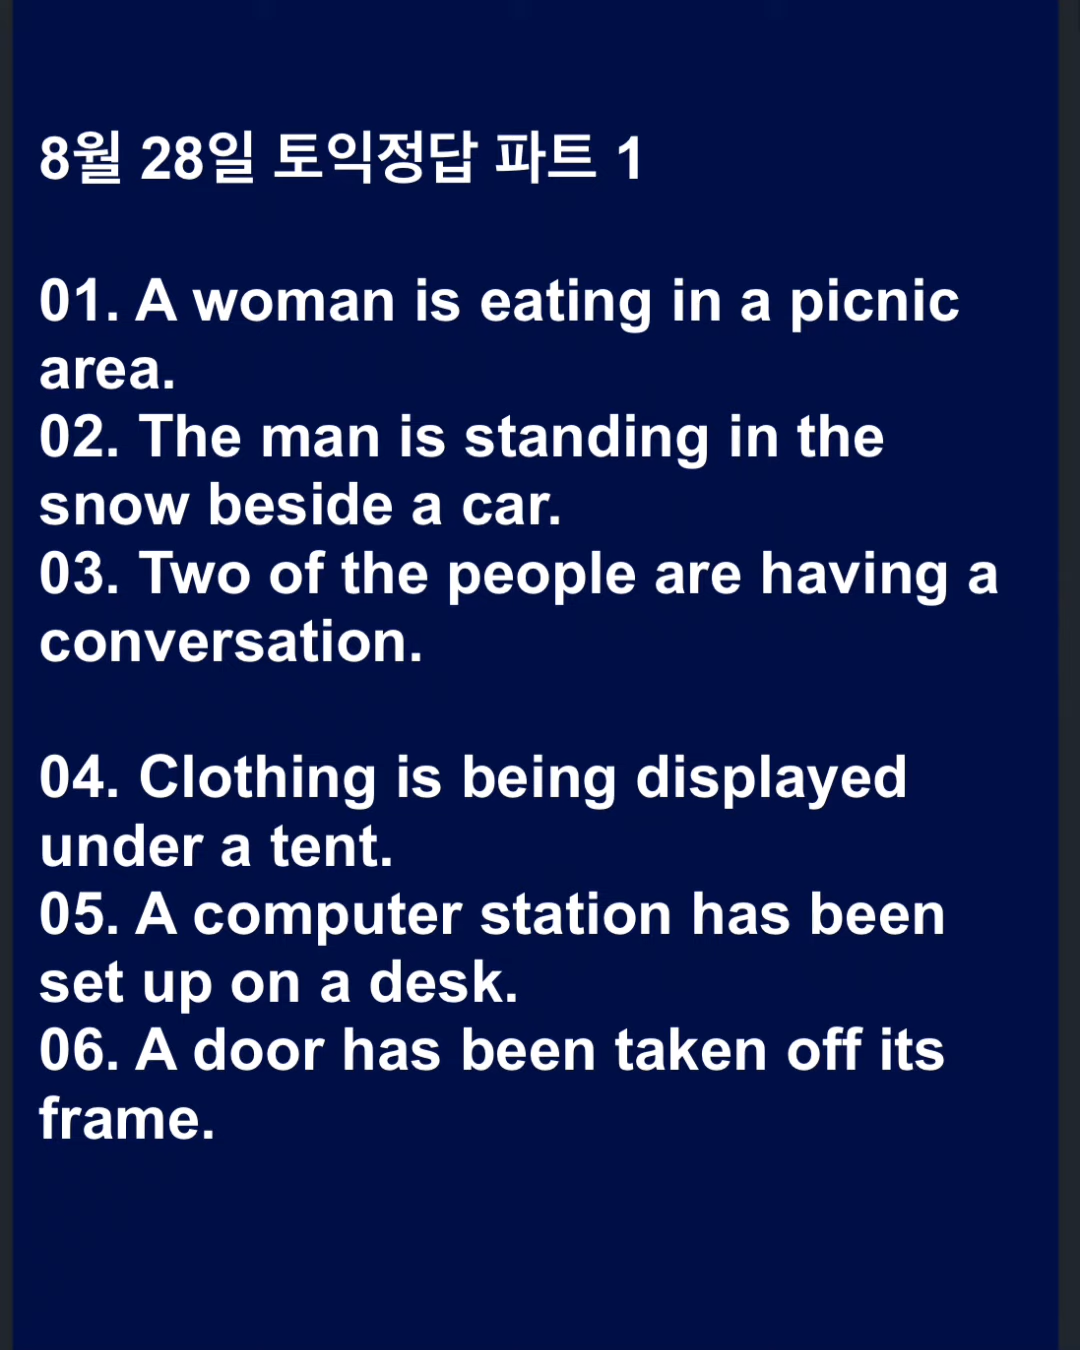 8월 28일 토익정답 파트 1
01. A woman is eating in a picnic
area.
02. The man is standing in the
snow beside a car.
03. Two of the people are having a
conversation.
04. Clothing is being displayed
under a tent.
05. A computer station has been
set up on a desk.
06. A door has been taken off its
frame.